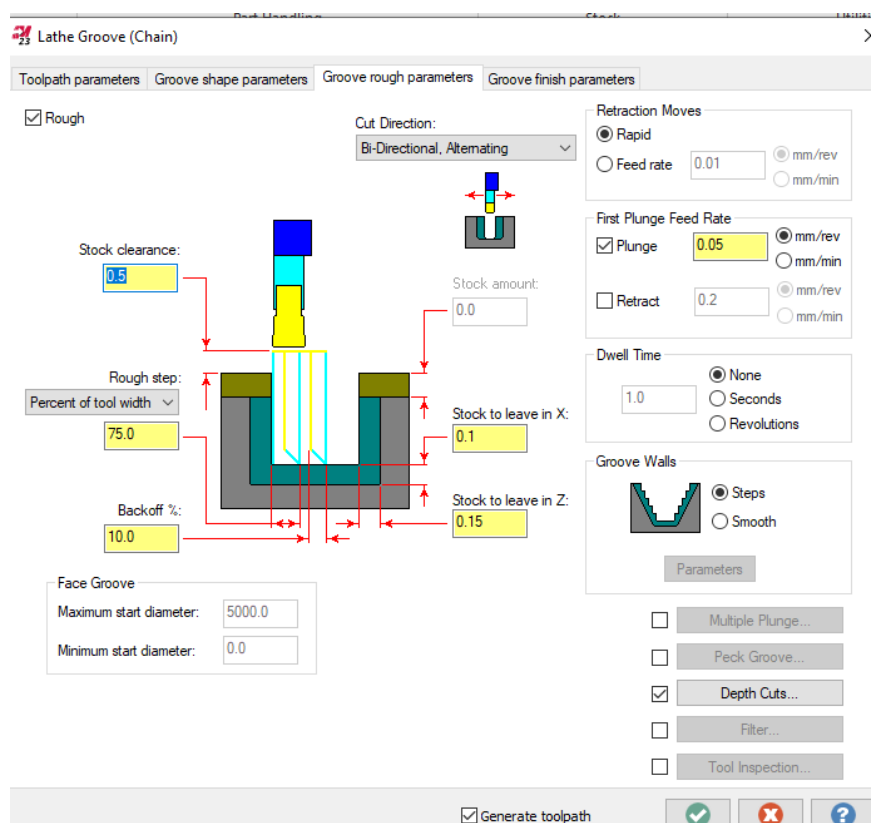 Part Handling Stock Utiliti
23 Lathe Groove (Chain)
Toolpath parameters Groove shape parameters Groove rough parameters Groove finish parameters
Rough
Cut Direction:
Bi-Directional, Alternating
Stock clearance:
0.5
Stock amount:
0.0
Rough step:
Percent of tool width
75.0
Stock to leave in X:
0.1
Backoff %:
10.0
Stock to leave in Z:
0.15
Face Groove
Maximum start diameter: 5000.0
Minimum start diameter: 0.0
Retraction Moves
Rapid
Feed rate 0.01 mm/rev
mm/min
First Plunge Feed Rate
Plunge 0.05 mm/rev
mm/min
Retract 0.2 mm/rev
mm/min
Dwell Time
1.0
None
Seconds
Revolutions
Groove Walls
Steps
Smooth
Parameters
Multiple Plunge...
Peck Groove...
Depth Cuts...
Filter...
Tool Inspection...
Generate toolpath